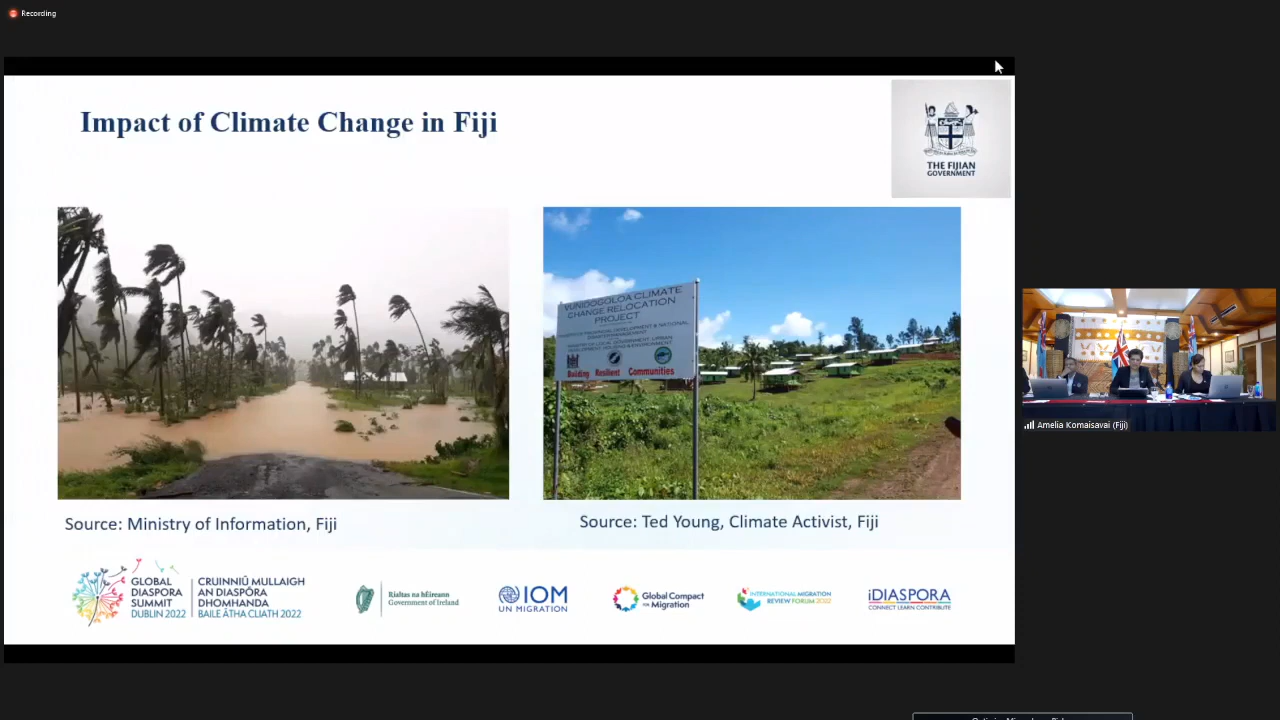 Recording
Impact of Climate Change in Fiji
THE FIJIAN
GOVERNMENT
VUNIDOGOLOA CLIMATE
CHANGE RELOCATION
PROJECT
Building Resilient Communities
Source: Ministry of Information, Fiji
Source: Ted Young, Climate Activist, Fiji
GLOBAL
DIASPORA
SUMMIT
DUBLIN 2022
CRUINNIÚ MULLAIGH
AN DIASPÓRA
DHOMHANDA
BAILE ÁTHA CLIATH 2022
Rialtas na hÉireann
Government of Ireland
IOM
UN MIGRATION
Global Compact
for Migration
INTERNATIONAL MIGRATION
REVIEW FORUM 2022
iDIASPORA
CONNECT LEARN CONTRIBUTE
Amelia Komaisavai (Fiji)